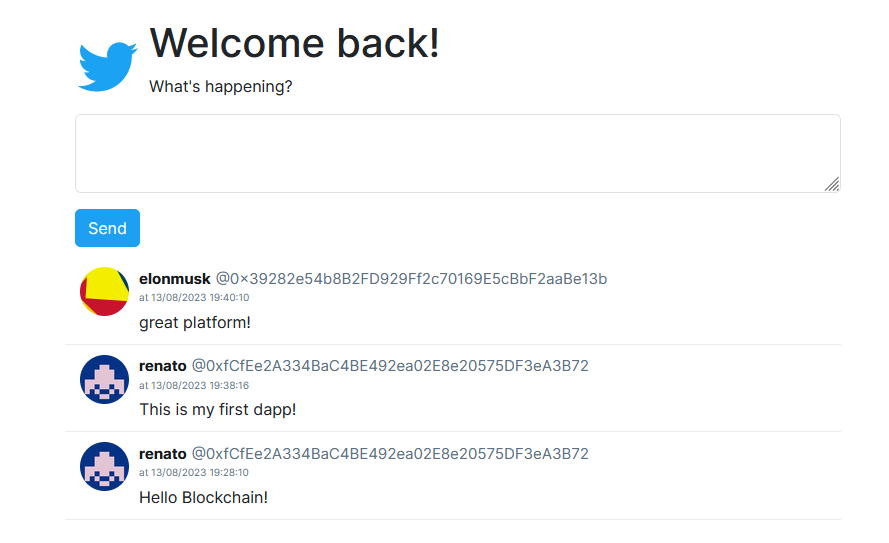 Welcome back!
What's happening?
Send
elonmusk @0x39282e54b8B2FD929Ff2c70169E5cBbF2aaBe13b
at 13/08/2023 19:40:10
great platform!
renato @0xfCfEe2A334BaC4BE492ea02E8e20575DF3eA3B72
at 13/08/2023 19:38:16
This is my first dapp!
renato @0xfCfEe2A334BaC4BE492ea02E8e20575DF3eA3B72
at 13/08/2023 19:28:10
Hello Blockchain!